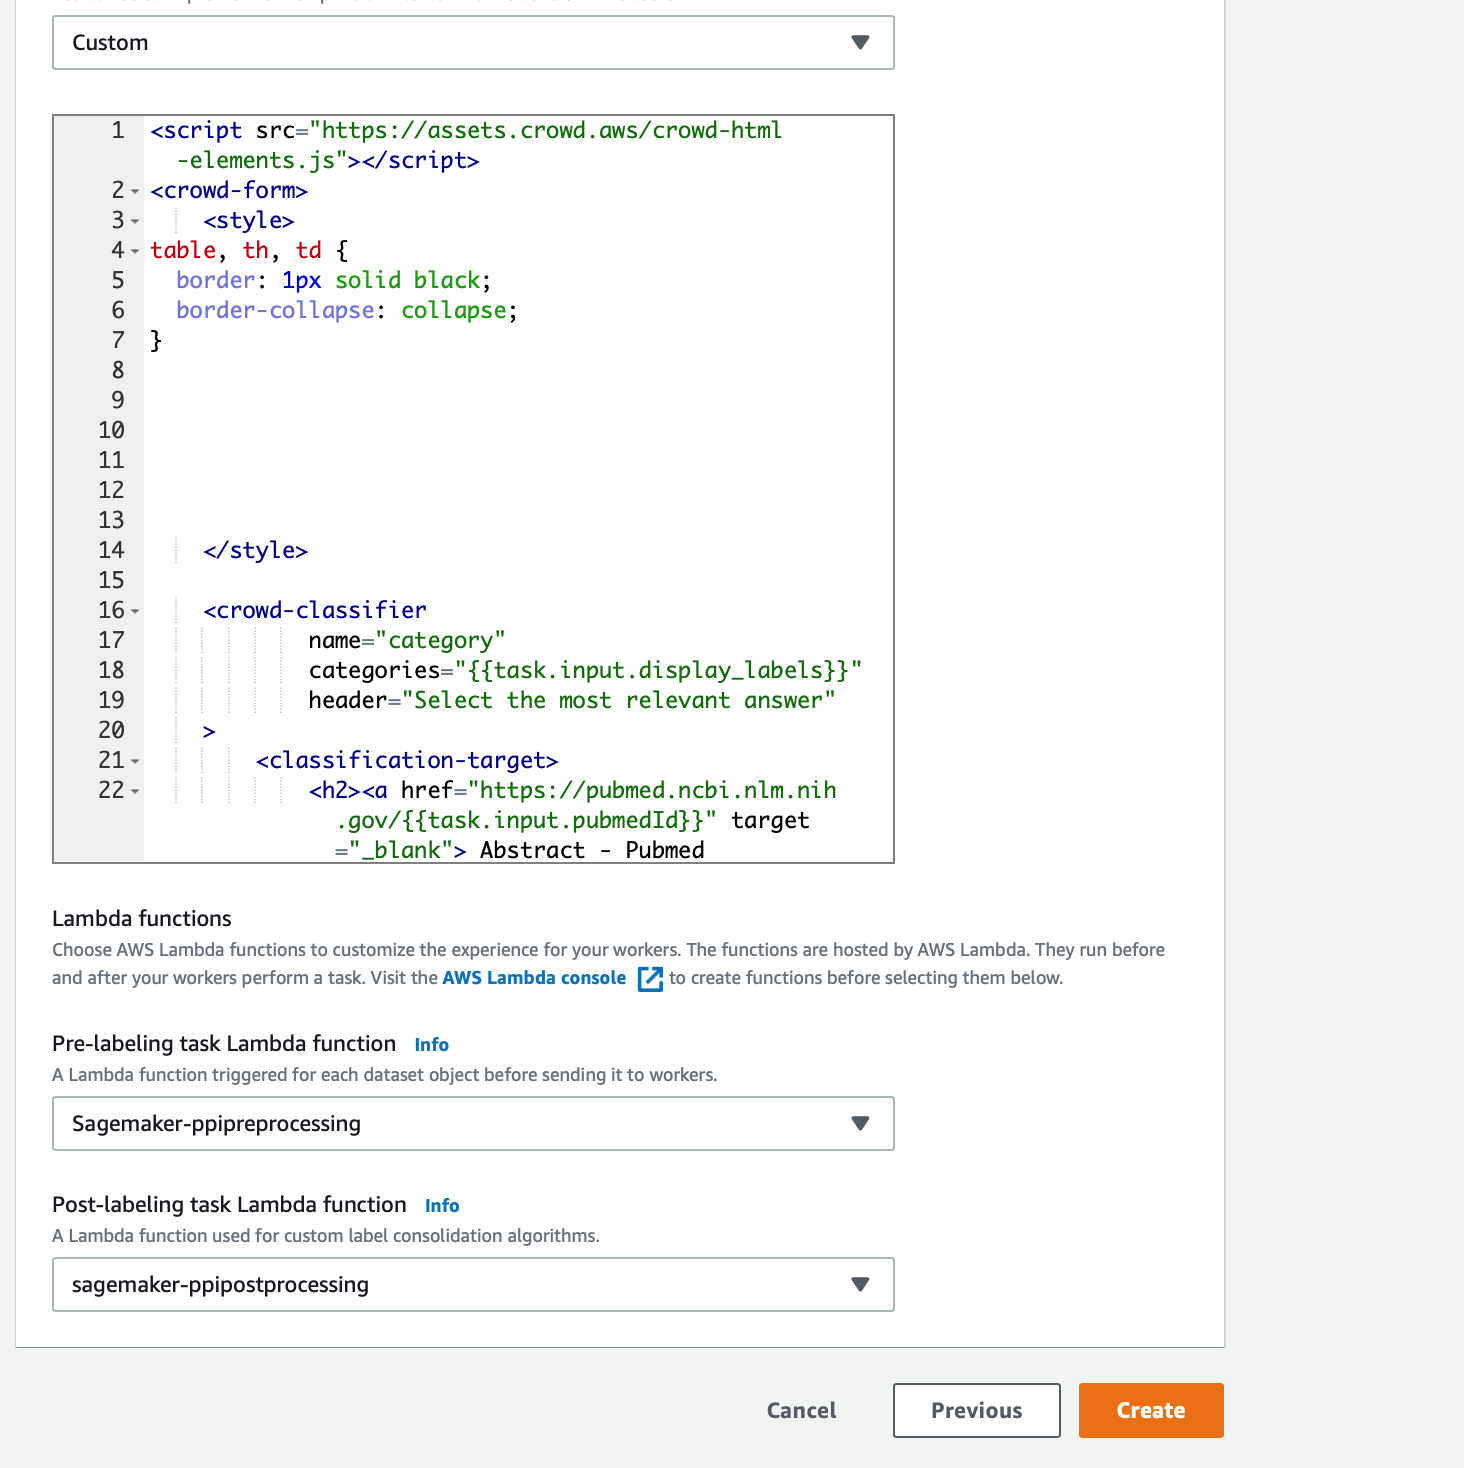 Custom
1 <script src="https://assets.crowd.aws/crowd-html
-elements.js"></script>
2 <crowd-form>
3 <style>
4 table, th, td {
5 border: 1px solid black;
6 border-collapse: collapse;
7 }
8
9
10
11
12
13
14 </style>
15
16 <crowd-classifier
17 name="category"
18 categories="{{task.input.display_labels}}"
19 header="Select the most relevant answer"
20 >
21 <classification-target>
22 <h2><a href="https://pubmed.ncbi.nlm.nih
.gov/{{task.input.pubmedId}}" target
="_blank"> Abstract - Pubmed
Lambda functions
Choose AWS Lambda functions to customize the experience for your workers. The functions are hosted by AWS Lambda. They run before
and after your workers perform a task. Visit the AWS Lambda console to create functions before selecting them below.
Pre-labeling task Lambda function Info
A Lambda function triggered for each dataset object before sending it to workers.
Sagemaker-ppipreprocessing
Post-labeling task Lambda function Info
A Lambda function used for custom label consolidation algorithms.
sagemaker-ppipostprocessing
Cancel Previous Create